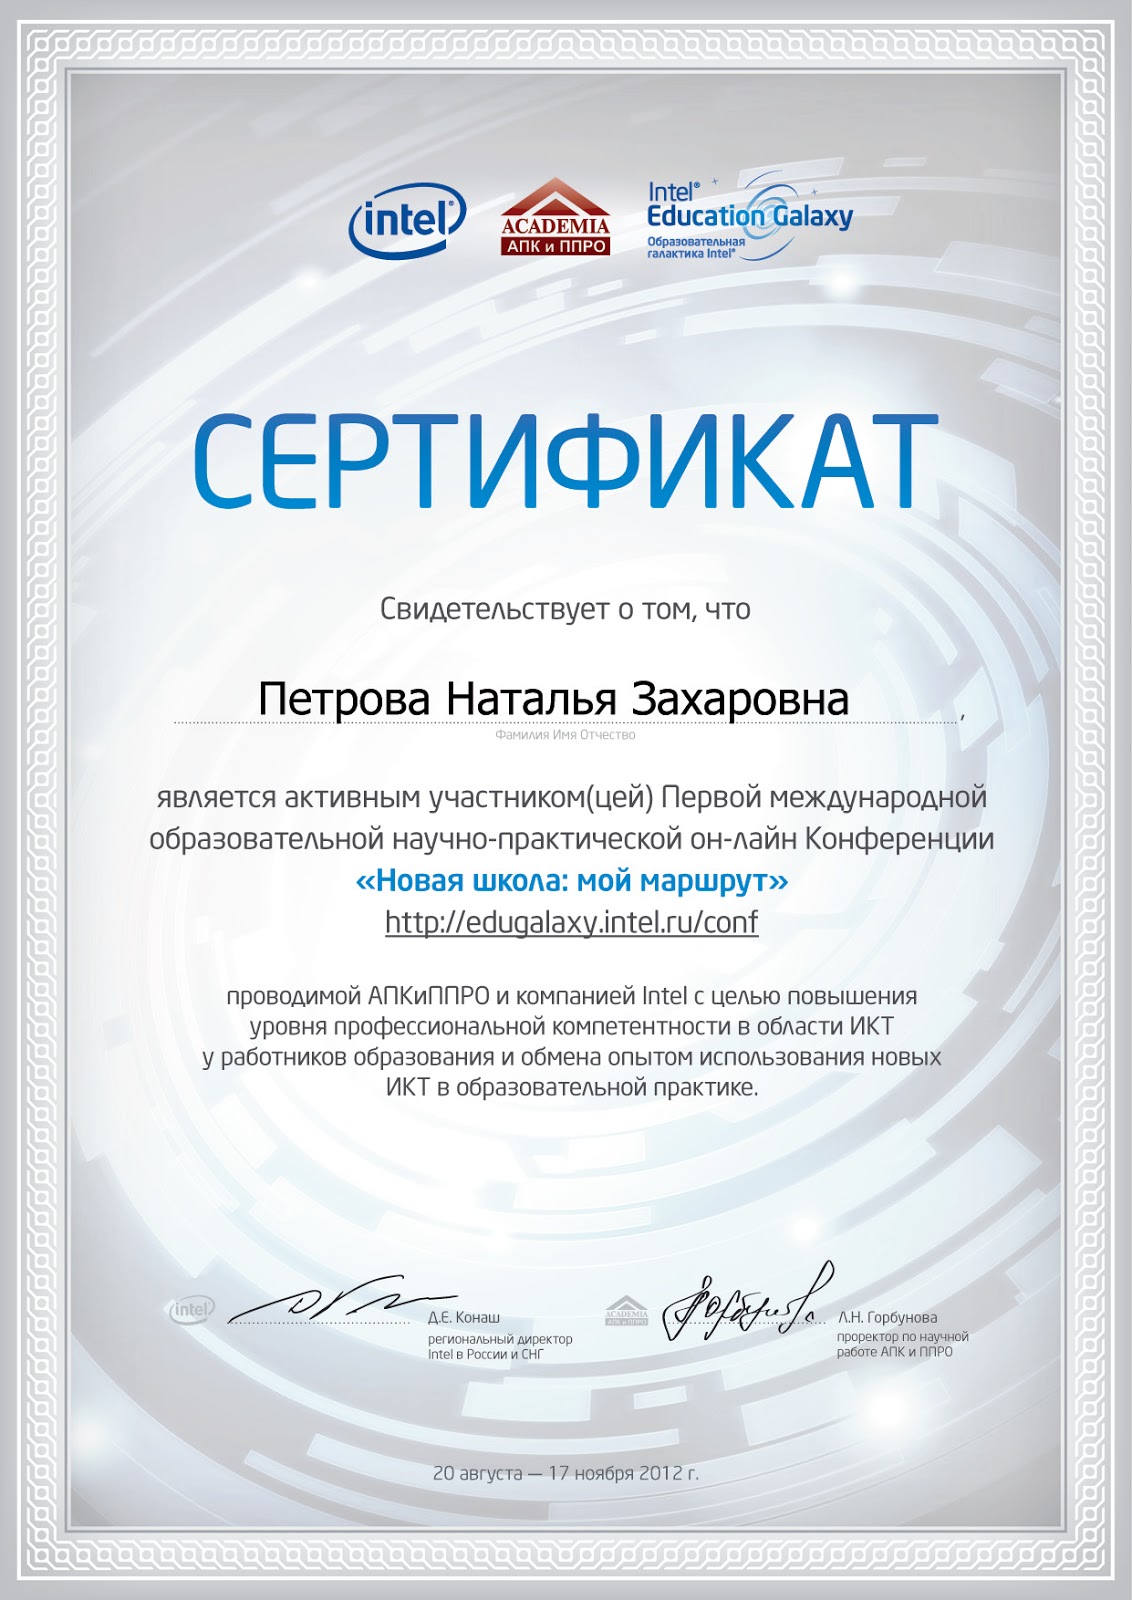 intel®
ACADEMIA
АПК и ППРО
Intel®
Education Galaxy
Образовательная
галактика Intel®
СЕРТИФИКАТ
Свидетельствует о том, что
Петрова Наталья Захаровна,
Фамилия Имя Отчество
является активным участником(цей) Первой международной
образовательной научно-практической он-лайн Конференции
«Новая школа: мой маршрут»
http://edugalaxy.intel.ru/conf
проводимой АПКиППРО и компанией Intel с целью повышения
уровня профессиональной компетентности в области ИКТ
у работников образования и обмена опытом использования новых
ИКТ в образовательной практике.
intel
Д.Е. Конаш
региональный директор
Intel в России и СНГ
ACADEMIA
АПК и ППРО
Л.Н. Горбунова
проректор по научной
работе АПК и ППРО
20 августа — 17 ноября 2012 г.